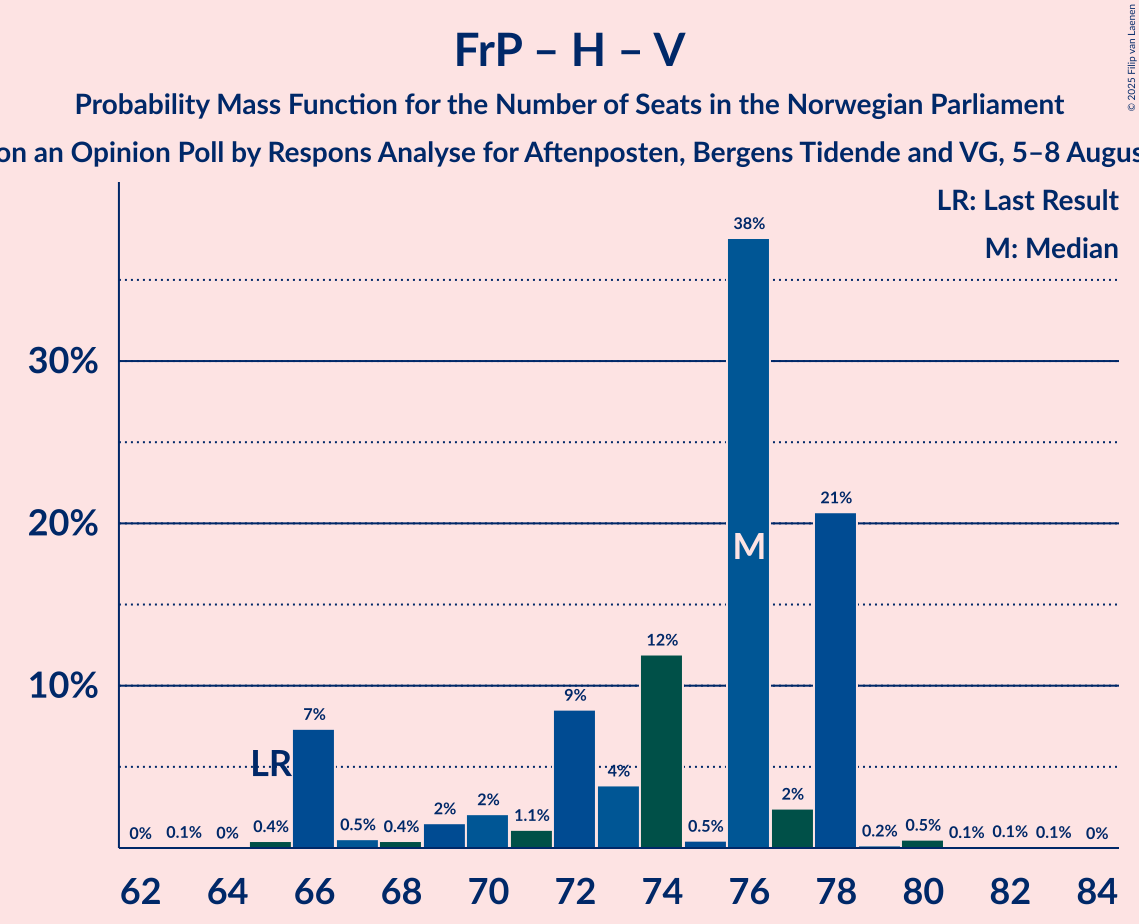 FrP – H – V
Probability Mass Function for the Number of Seats in the Norwegian Parliament
on an Opinion Poll by Respons Analyse for Aftenposten, Bergens Tidende and VG, 5–8 Augus
© 2025 Filip van Laenen
LR: Last Result
M: Median
38%
30%
21%
20%
M
12%
10%
9%
7%
LR
4%
0% 0.1% 0% 0.4% 0.5% 0.4% 2% 2% 1.1% 0.5% 2% 0.2% 0.5% 0.1% 0.1% 0.1% 0%
62 64 66 68 70 72 74 76 78 80 82 84